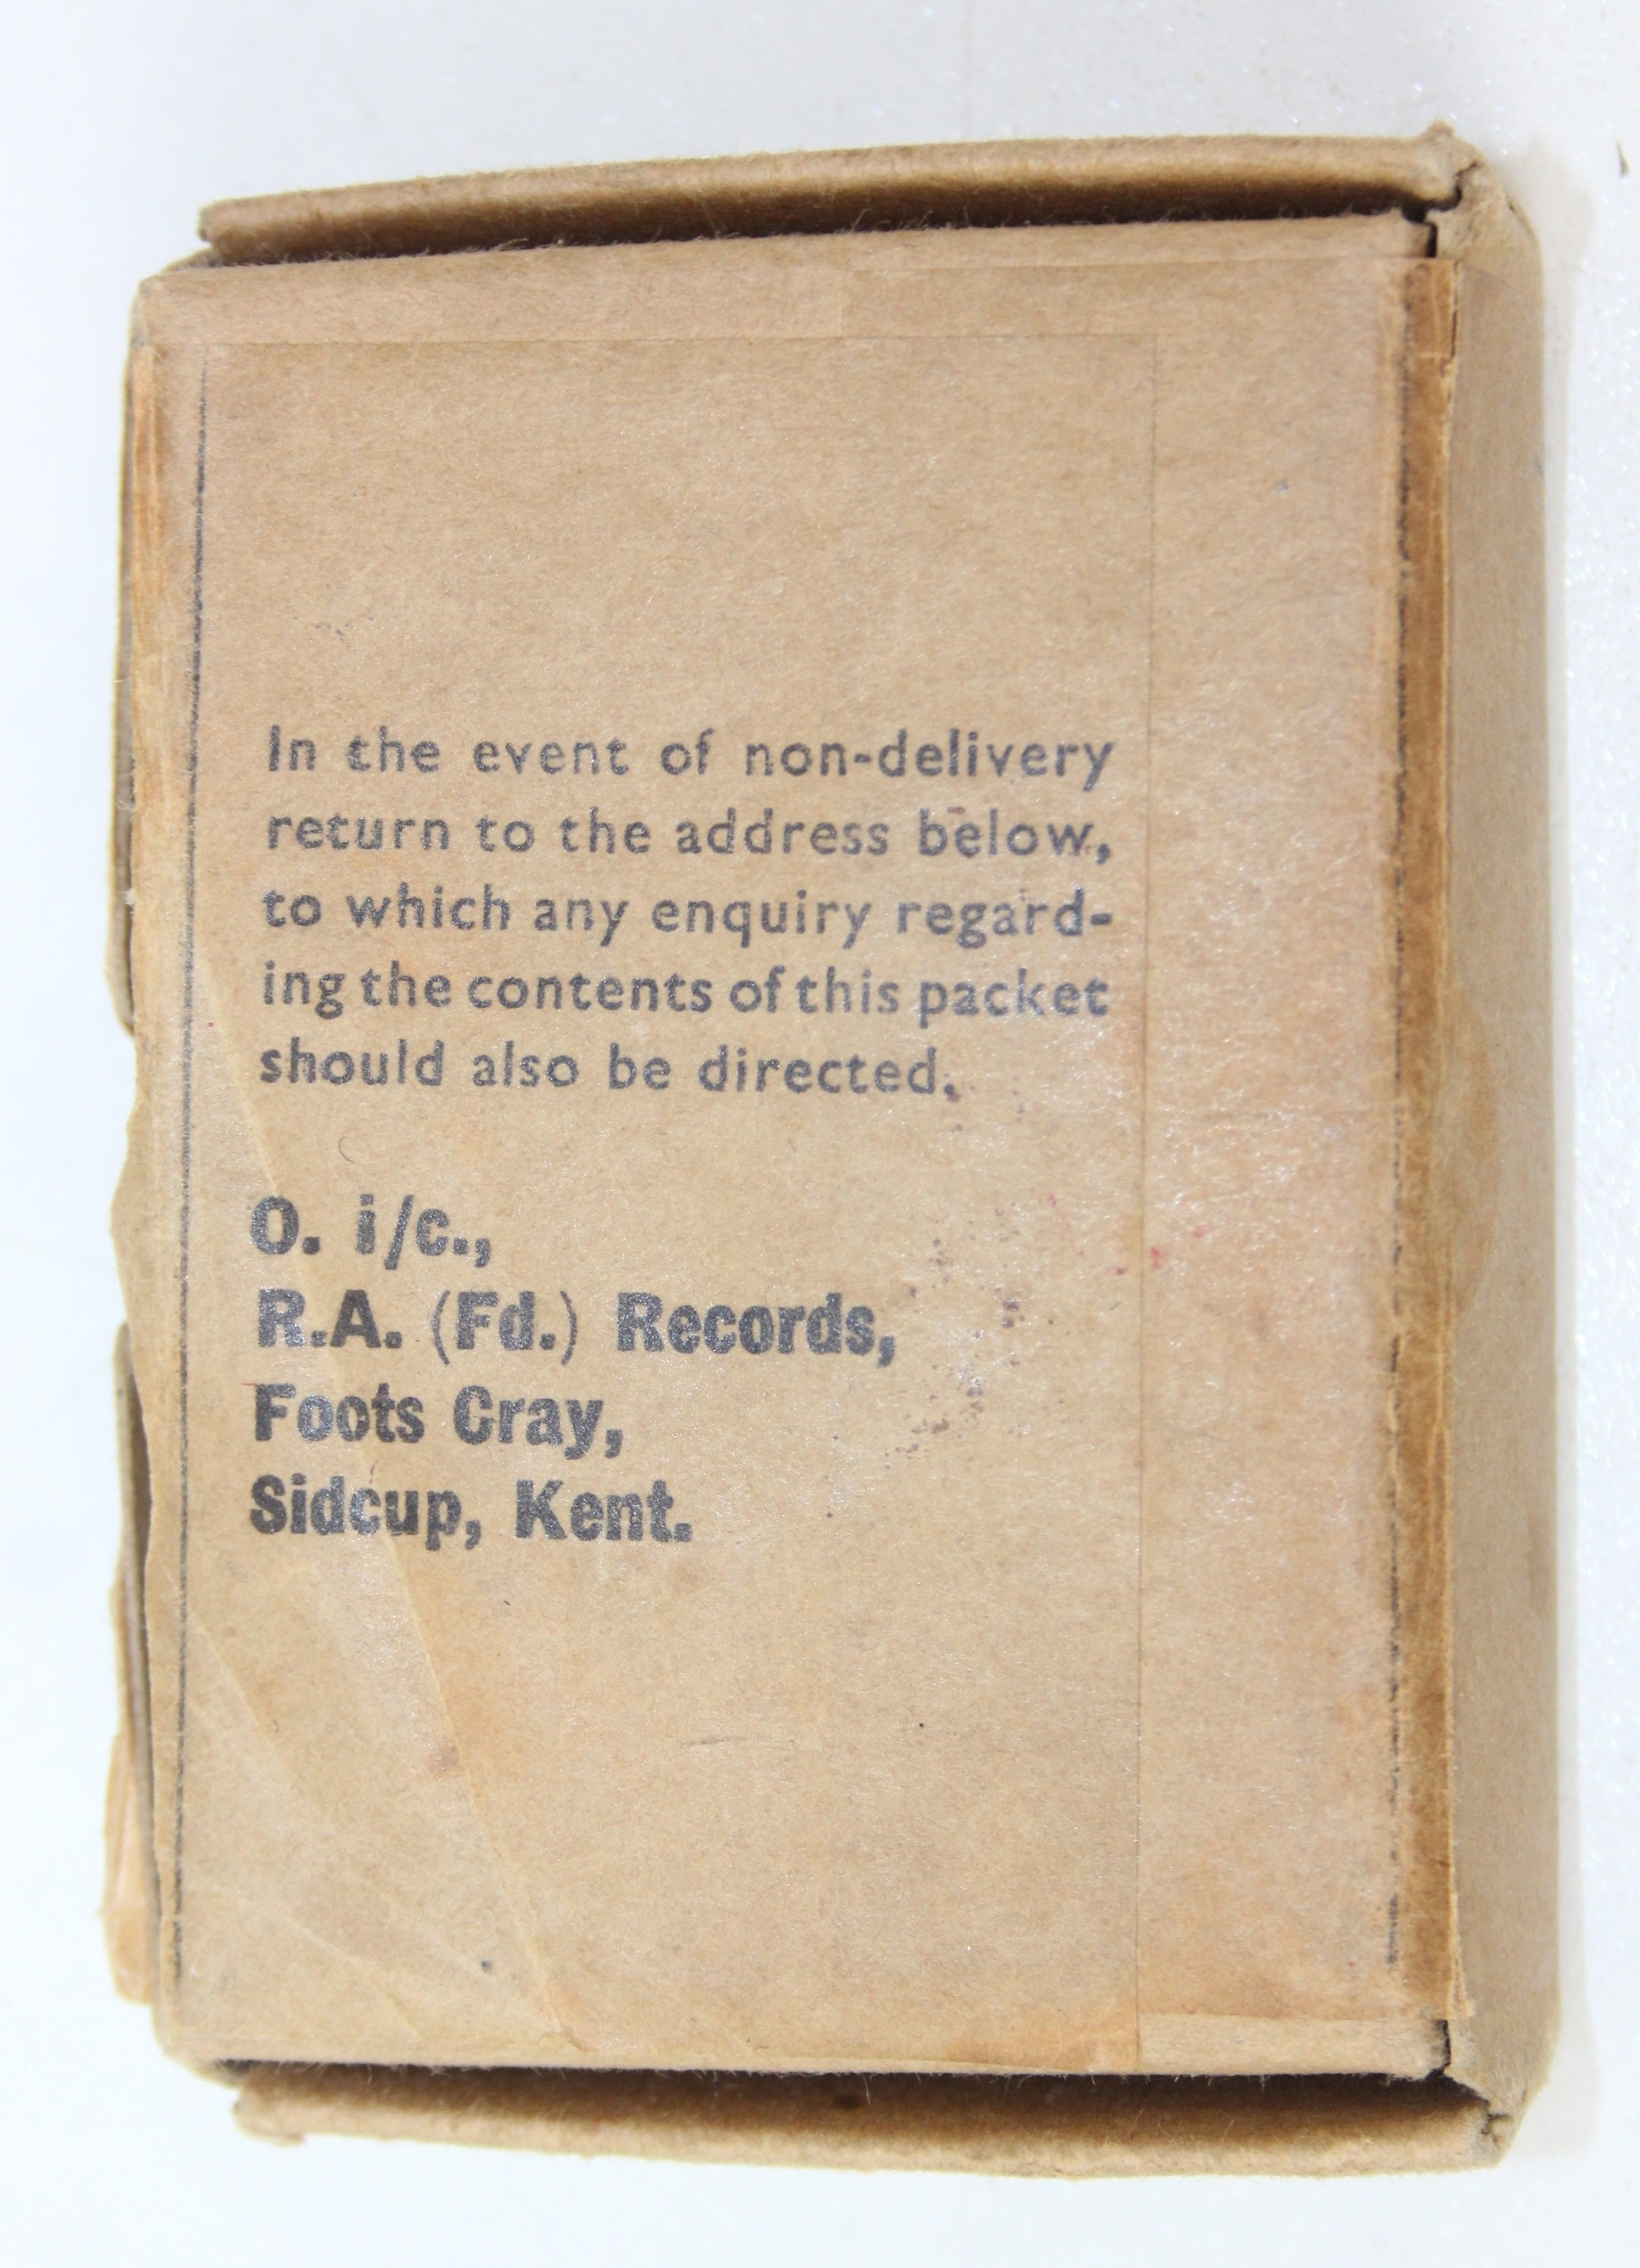 In the event of non-delivery
return to the address below,
to which any enquiry regard-
ing the contents of this packet
should also be directed.
O. i/c.,
R.A. (Fd.) Records,
Foots Cray,
Sidcup, Kent.